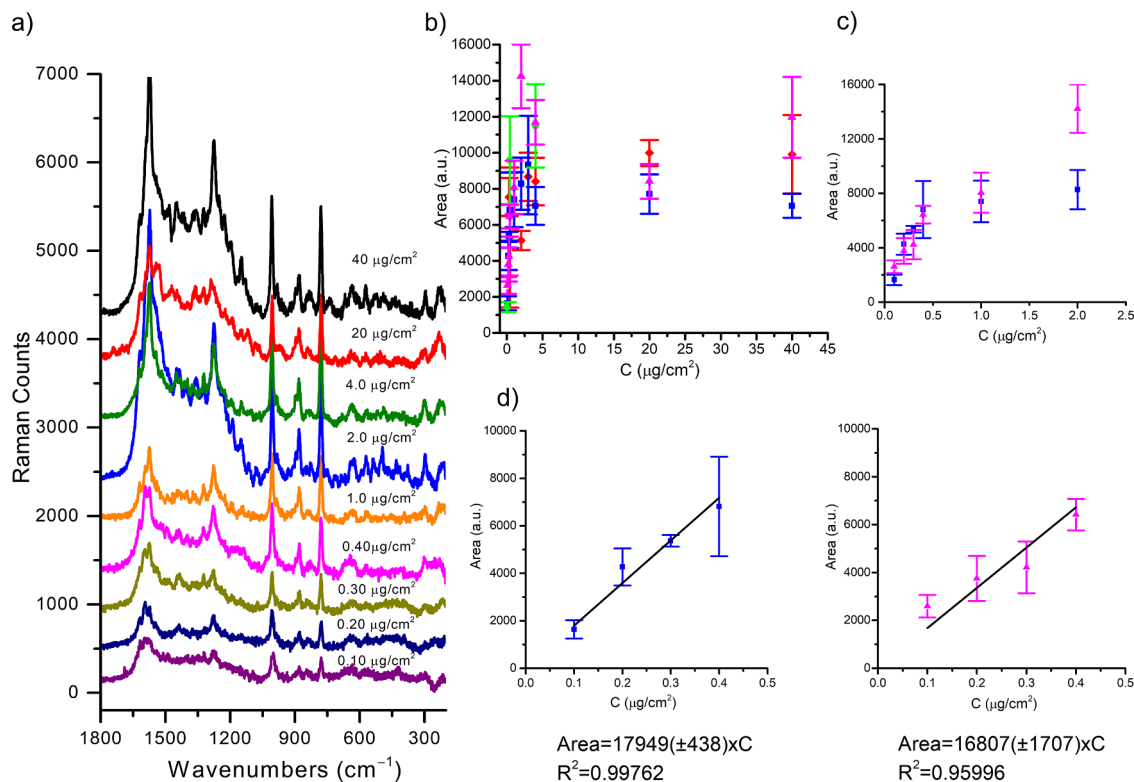 a)
7000
6000
5000
4000
3000
2000
1000
0
Raman Counts
40 μg/cm²
20 μg/cm²
4.0 μg/cm²
2.0 μg/cm²
1.0 μg/cm²
0.40μg/cm²
0.30 μg/cm²
0.20 μg/cm²
0.10 μg/cm²
1800 1500 1200 900 600 300
Wavenumbers (cm⁻¹)
b)
16000
14000
12000
10000
8000
6000
4000
2000
0
Area (a.u.)
0 5 10 15 20 25 30 35 40 45
C (μg/cm²)
c)
16000
12000
8000
4000
0
Area (a.u.)
0.0 0.5 1.0 1.5 2.0 2.5
C (μg/cm²)
d)
10000
8000
6000
4000
2000
0
Area (a.u.)
0.0 0.1 0.2 0.3 0.4 0.5
C (μg/cm²)
Area=17949(±438)xC
R²=0.99762
10000
8000
6000
4000
2000
0
Area (a.u.)
0.0 0.1 0.2 0.3 0.4 0.5
C (μg/cm²)
Area=16807(±1707)xC
R²=0.95996